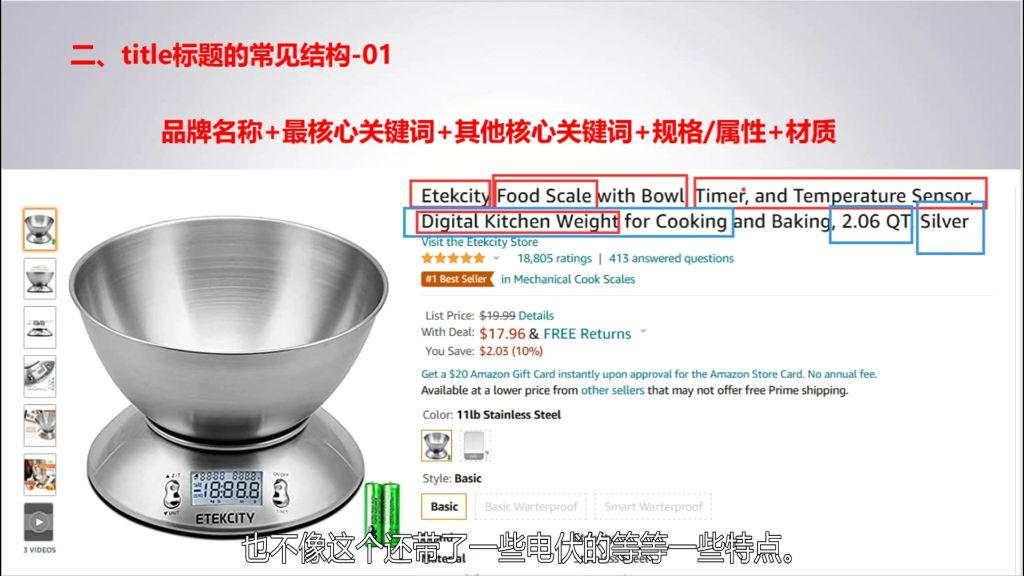 二、title标题的常见结构-01
品牌名称+最核心关键词+其他核心关键词+规格/属性+材质
Etekcity Food Scale with Bowl, Timer, and Temperature Sensor,
Digital Kitchen Weight for Cooking and Baking, 2.06 QT, Silver
Visit the Etekcity Store
18,805 ratings | 413 answered questions
#1 Best Seller in Mechanical Cook Scales
List Price: $19.99 Details
With Deal: $17.96 & FREE Returns
You Save: $2.03 (10%)
Get a $20 Amazon Gift Card instantly upon approval for the Amazon Store Card. No annual fee.
Available at a lower price from other sellers that may not offer free Prime shipping.
Color: 11lb Stainless Steel
Style: Basic
Basic
Basic Warterproof
Smart Warterproof
ETEKCITY
3 VIDEOS
也不像这个还带了一些电伏的等等一些特点。